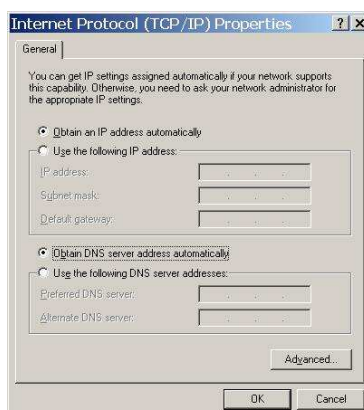 Internet Protocol (TCP/IP) Properties
General
You can get IP settings assigned automatically if your network supports
this capability. Otherwise, you need to ask your network administrator for
the appropriate IP settings.
Obtain an IP address automatically
Use the following IP address:
IP address:
Subnet mask:
Default gateway:
Obtain DNS server address automatically
Use the following DNS server addresses:
Preferred DNS server:
Alternate DNS server:
Advanced...
OK Cancel